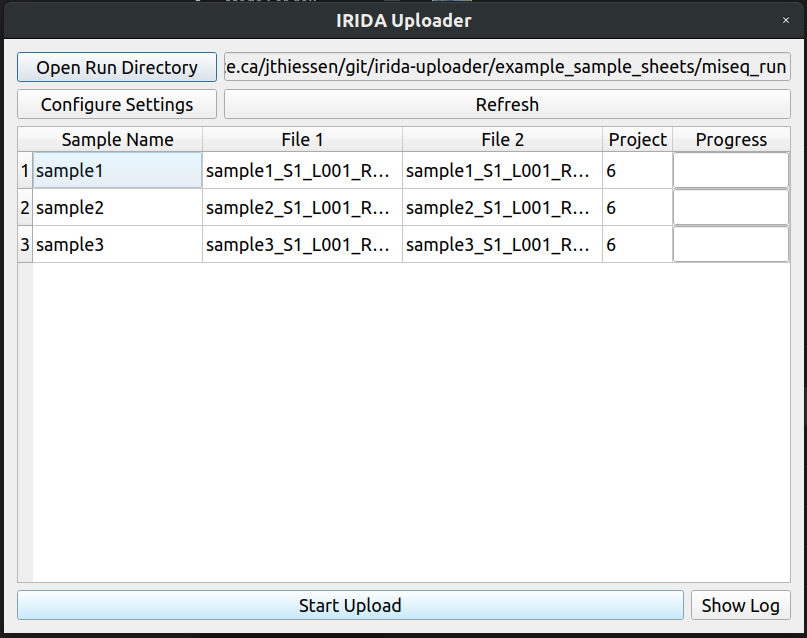 IRIDA Uploader ×
Open Run Directory e.ca/jthiessen/git/irida-uploader/example_sample_sheets/miseq_run
Configure Settings Refresh
Sample Name File 1 File 2 Project Progress
1 sample1 sample1_S1_L001_R... sample1_S1_L001_R... 6
2 sample2 sample2_S1_L001_R... sample2_S1_L001_R... 6
3 sample3 sample3_S1_L001_R... sample3_S1_L001_R... 6
Start Upload Show Log